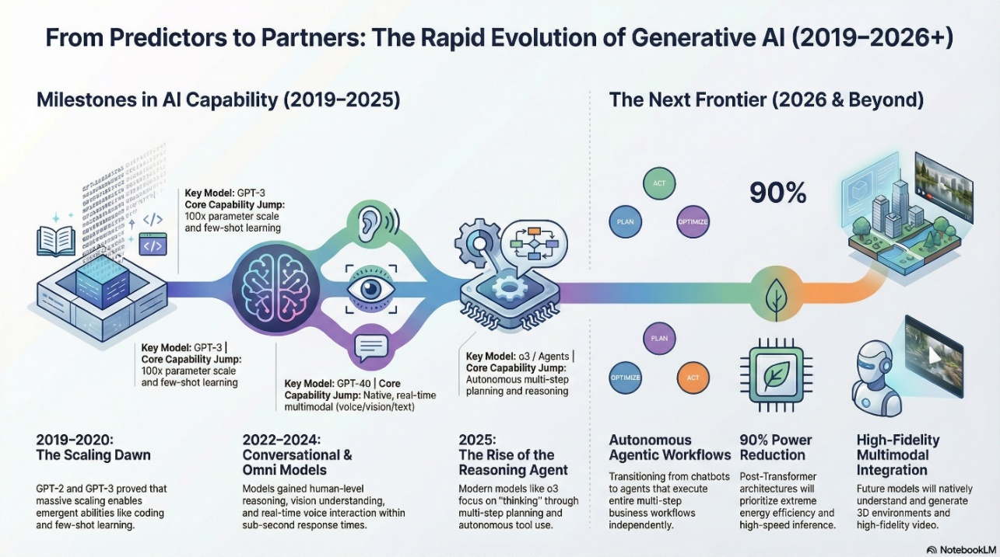 From Predictors to Partners: The Rapid Evolution of Generative AI (2019–2026+)
Milestones in AI Capability (2019–2025)
Key Model: GPT-3
Core Capability Jump:
100x parameter scale
and few-shot learning
Key Model: GPT-3 |
Core Capability Jump:
100x parameter scale
and few-shot learning
Key Model: GPT-4O | Core
Capability Jump: Native, real-time
multimodal (voice/vision/text)
Key Model: o3 / Agents |
Core Capability Jump:
Autonomous multi-step
planning and reasoning
2019–2020:
The Scaling Dawn
GPT-2 and GPT-3 proved that
massive scaling enables
emergent abilities like coding
and few-shot learning.
2022–2024:
Conversational &
Omni Models
Models gained human-level
reasoning, vision understanding,
and real-time voice interaction within
sub-second response times.
2025:
The Rise of the
Reasoning Agent
Modern models like o3
focus on "thinking" through
multi-step planning and
autonomous tool use.
The Next Frontier (2026 & Beyond)
ACT
PLAN
OPTIMIZE
90%
PLAN
OPTIMIZE
ACT
Autonomous
Agentic Workflows
Transitioning from chatbots
to agents that execute
entire multi-step
business workflows
independently.
90% Power
Reduction
Post-Transformer
architectures will
prioritize extreme
energy efficiency and
high-speed inference.
High-Fidelity
Multimodal
Integration
Future models will natively
understand and generate
3D environments and
high-fidelity video.
NotebookLM